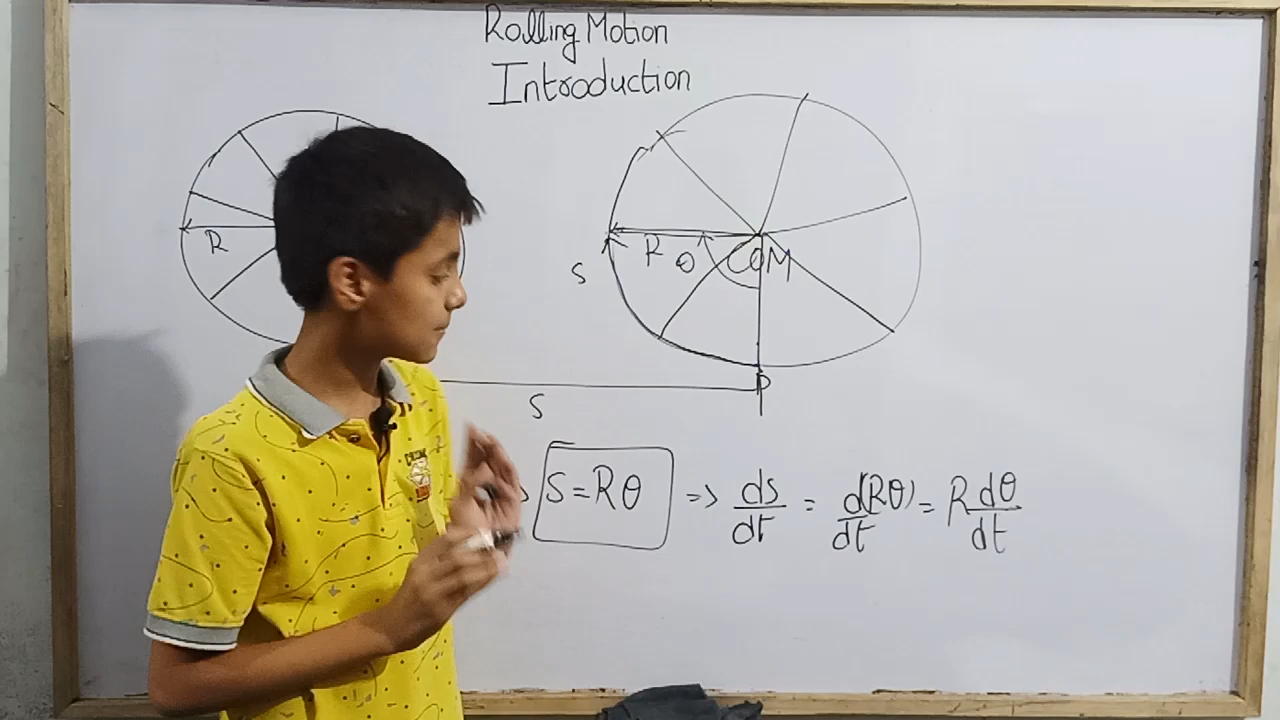 Rolling Motion
Introduction
R
R θ COM
S
P
S
S=Rθ => ds/dt = d(Rθ)/dt = R dθ/dt